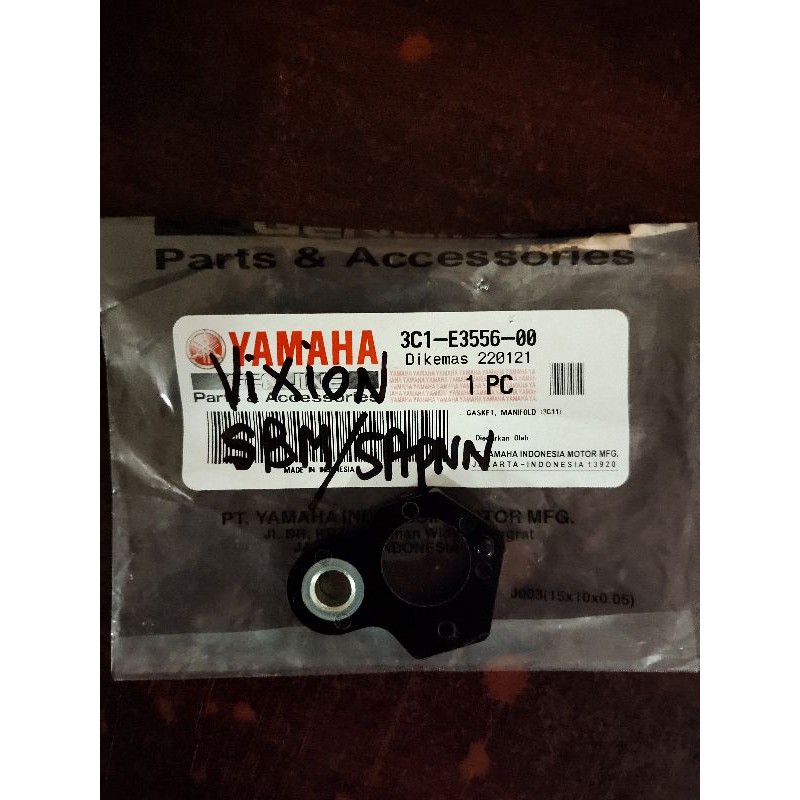 Parts & Accessories
YAMAHA
3C1-E3556-00
Dikemas 220121
1 PC
Parts & Accessories
GASKET, MANIFOLD (3C11)
Vixion
SBM/SAPNN
Diedarkan Oleh
YAMAHA INDONESIA MOTOR MFG.
JAKARTA-INDONESIA 13920
MADE IN INDONESIA
PT. YAMAHA INDONESIA MOTOR MFG.
J003(15x10x0.05)